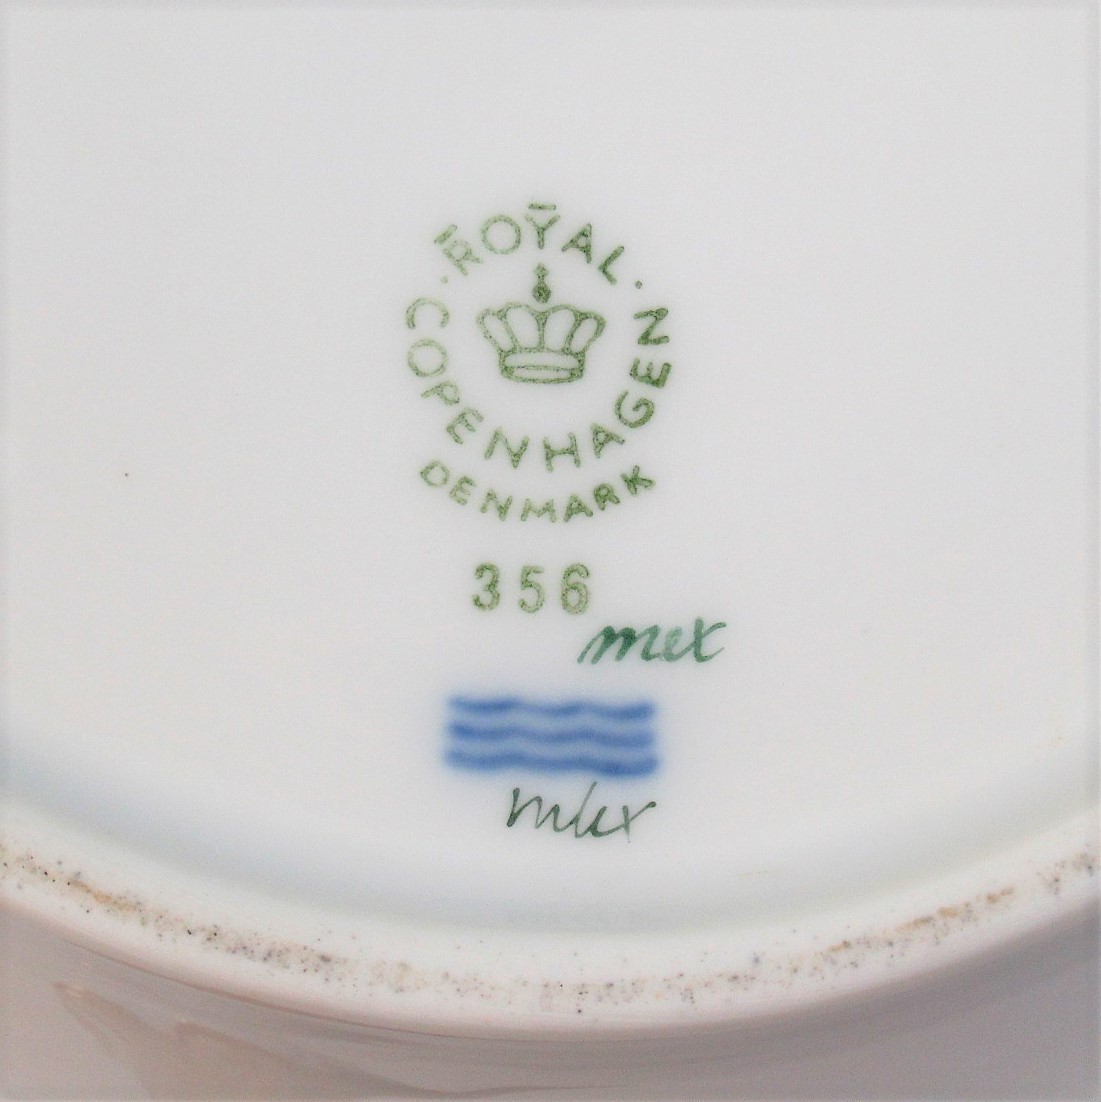 ROYAL
COPENHAGEN
DENMARK
356
mex